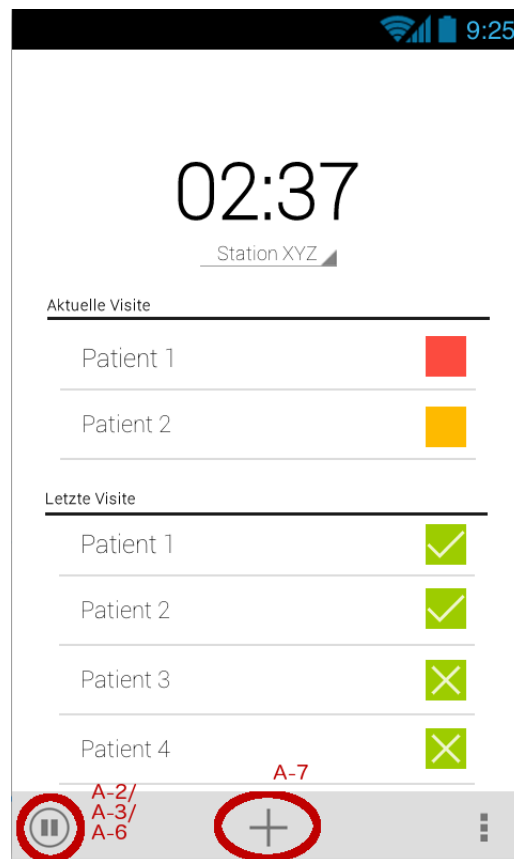 9:25
02:37
Station XYZ
Aktuelle Visite
Patient 1
Patient 2
Letzte Visite
Patient 1
Patient 2
Patient 3
Patient 4
A-2/
A-3/
A-6
A-7